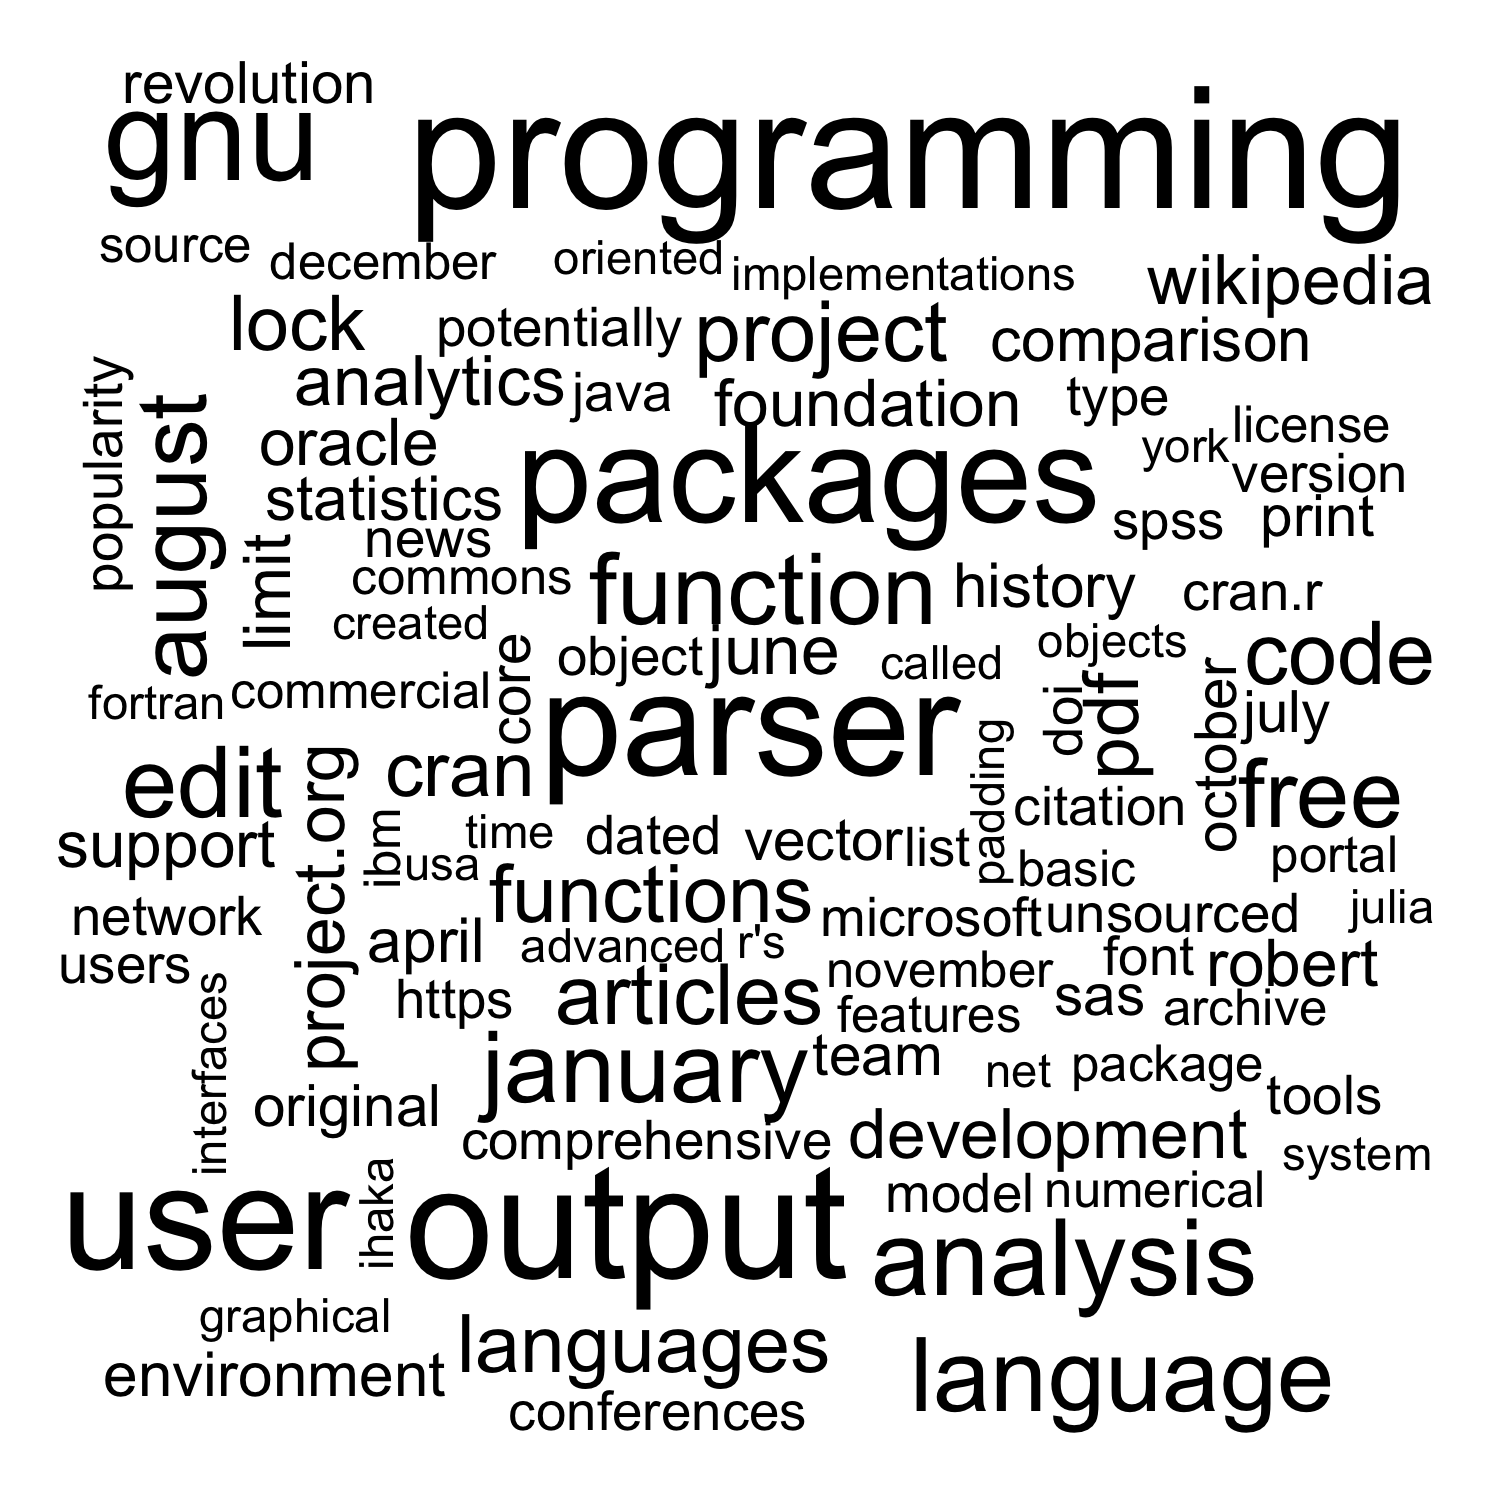 revolution
gnu
programming
source
december
oriented
implementations
wikipedia
lock
potentially
project
comparison
analytics
java
foundation
type
popularity
august
oracle
packages
york
license
version
statistics
spss
print
limit
news
commons
function
history
cran.r
created
core
object
june
called
objects
code
fortran
commercial
parser
doi
pdf
october
july
edit
project.org
cran
padding
citation
free
support
ibm
time
dated
vector
list
basic
portal
usa
functions
network
april
advanced
r's
microsoft
unsourced
julia
users
november
font
robert
interfaces
https
articles
features
sas
archive
january
team
net
package
tools
original
comprehensive
development
system
user
ihaka
output
model
numerical
analysis
graphical
languages
environment
language
conferences